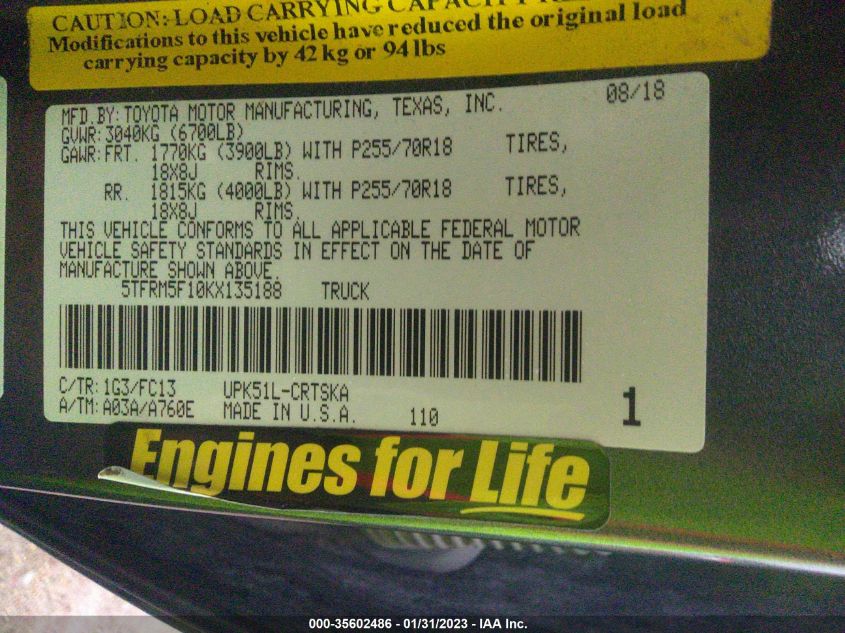 CAUTION: LOAD CARRYING CAPACITY
Modifications to this vehicle have reduced the original load
carrying capacity by 42 kg or 94 lbs
MFD.BY: TOYOTA MOTOR MANUFACTURING, TEXAS, INC. 08/18
GVWR: 3040KG (6700LB)
GAWR: FRT. 1770KG (3900LB) WITH P255/70R18 TIRES,
18X8J RIMS.
RR. 1815KG (4000LB) WITH P255/70R18 TIRES,
18X8J RIMS.
THIS VEHICLE CONFORMS TO ALL APPLICABLE FEDERAL MOTOR
VEHICLE SAFETY STANDARDS IN EFFECT ON THE DATE OF
MANUFACTURE SHOWN ABOVE.
5TFRM5F10KX135188 TRUCK
C/TR: 1G3/FC13 UPK51L-CRTSKA
A/TM: A03A/A760E MADE IN U.S.A. 110 1
Engines for Life
000-35602486 - 01/31/2023 - IAA Inc.